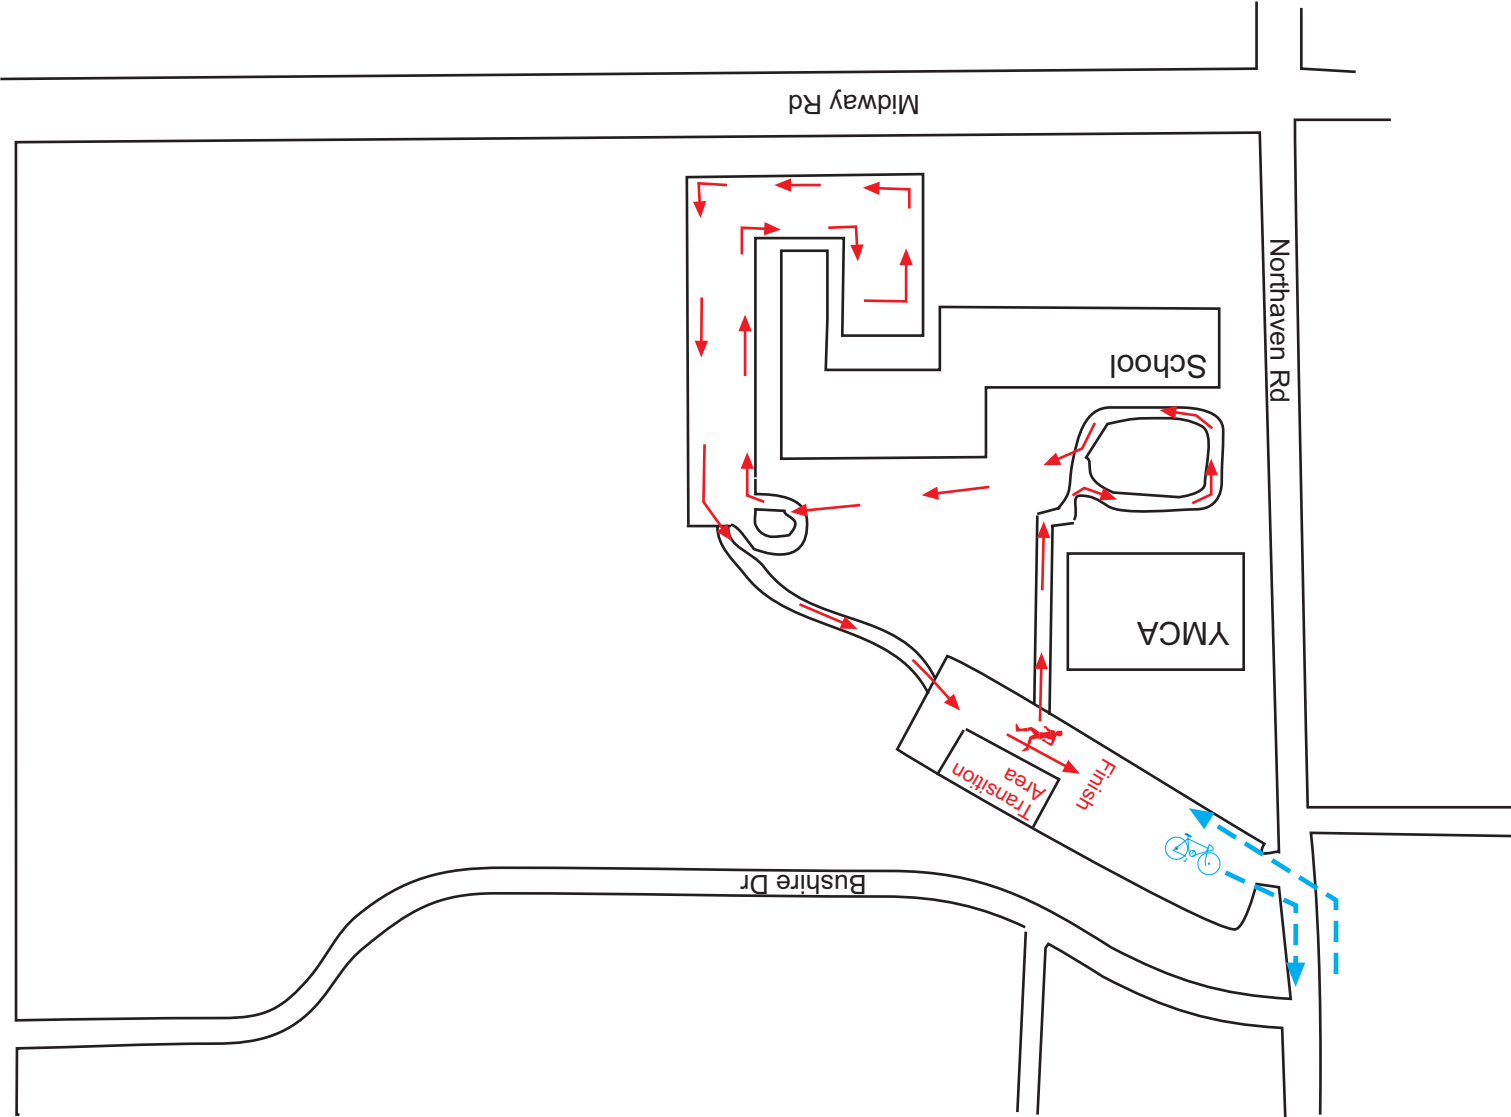 Midway Rd
Northaven Rd
School
YMCA
Finish
Transition
Area
Bushire Dr